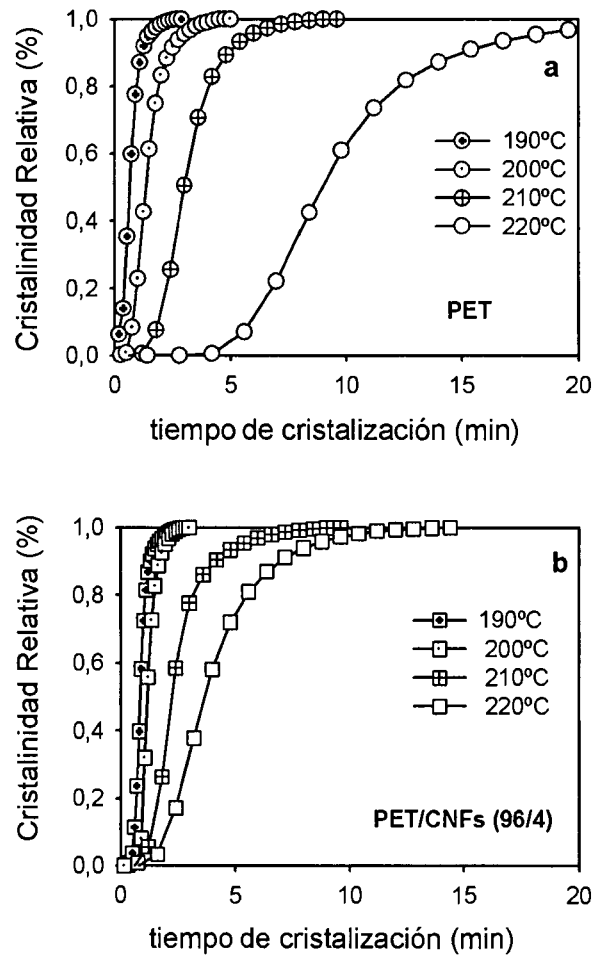 Cristalinidad Relativa (%)
1,0
0,8
0,6
0,4
0,2
0,0
a
190ºC
200ºC
210ºC
220ºC
PET
0
5
10
15
20
tiempo de cristalización (min)
Cristalinidad Relativa (%)
1,0
0,8
0,6
0,4
0,2
0,0
b
190ºC
200ºC
210ºC
220ºC
PET/CNFs (96/4)
0
5
10
15
20
tiempo de cristalización (min)